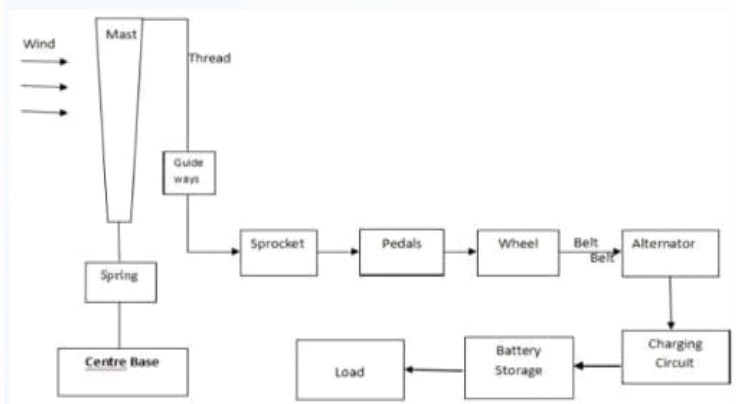 Wind
Mast
Thread
Guide
ways
Sprocket
Pedals
Wheel
Belt
Belt
Alternator
Spring
Centre Base
Load
Battery
Storage
Charging
Circuit